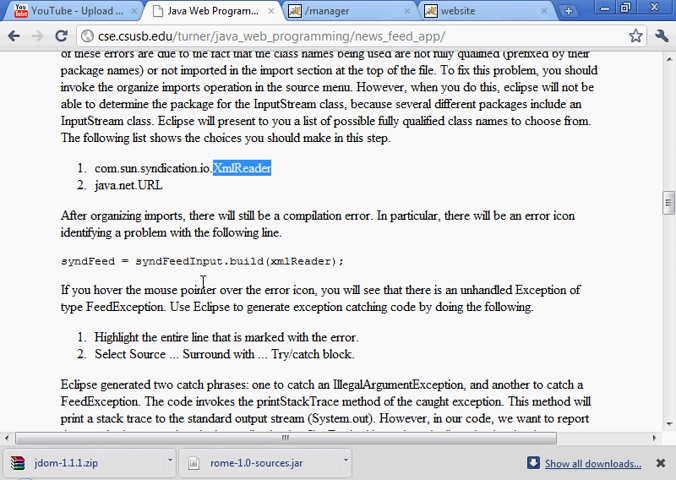 YouTube - Upload ...
Java Web Program...
/manager
website
cse.csusb.edu/turner/java_web_programming/news_feed_app/
of these errors are due to the fact that the class names being used are not fully qualified (prefixed by their
package names) or not imported in the import section at the top of the file. To fix this problem, you should
invoke the organize imports operation in the source menu. However, when you do this, eclipse will not be
able to determine the package for the InputStream class, because several different packages include an
InputStream class. Eclipse will present to you a list of possible fully qualified class names to choose from.
The following list shows the choices you should make in this step.
1. com.sun.syndication.io.XmlReader
2. java.net.URL
After organizing imports, there will still be a compilation error. In particular, there will be an error icon
identifying a problem with the following line.
syndFeed = syndFeedInput.build(xmlReader);
If you hover the mouse pointer over the error icon, you will see that there is an unhandled Exception of
type FeedException. Use Eclipse to generate exception catching code by doing the following.
1. Highlight the entire line that is marked with the error.
2. Select Source ... Surround with ... Try/catch block.
Eclipse generated two catch phrases: one to catch an IllegalArgumentException, and another to catch a
FeedException. The code invokes the printStackTrace method of the caught exception. This method will
print a stack trace to the standard output stream (System.out). However, in our code, we want to report
jdom-1.1.1.zip
rome-1.0-sources.jar
Show all downloads...